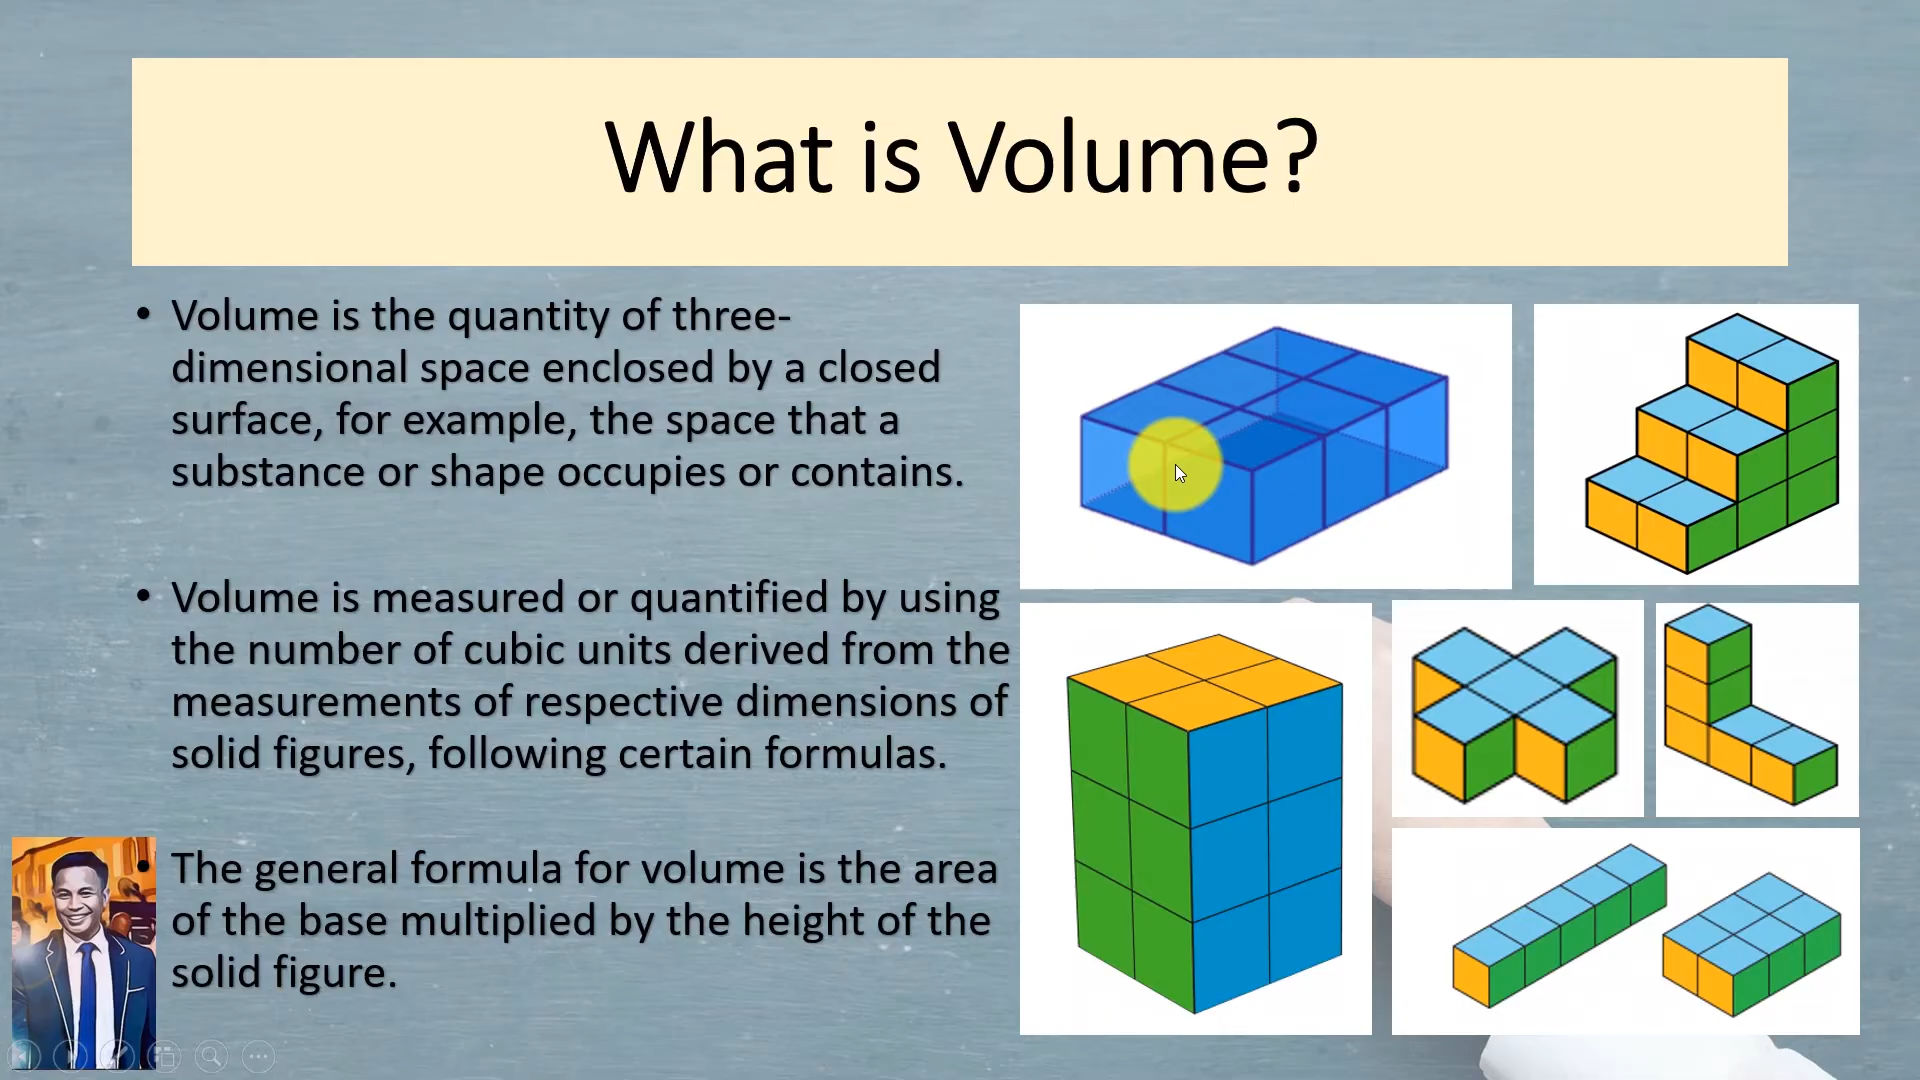 What is Volume?
• Volume is the quantity of three-
dimensional space enclosed by a closed
surface, for example, the space that a
substance or shape occupies or contains.
• Volume is measured or quantified by using
the number of cubic units derived from the
measurements of respective dimensions of
solid figures, following certain formulas.
• The general formula for volume is the area
of the base multiplied by the height of the
solid figure.